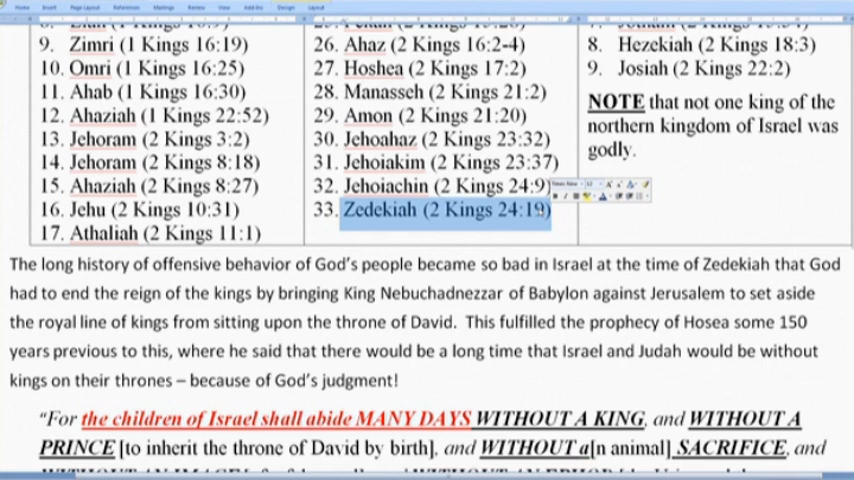 Home Insert Page Layout References Mailings Review View Add-Ins Design Layout
9. Zimri (1 Kings 16:19)
10. Omri (1 Kings 16:25)
11. Ahab (1 Kings 16:30)
12. Ahaziah (1 Kings 22:52)
13. Jehoram (2 Kings 3:2)
14. Jehoram (2 Kings 8:18)
15. Ahaziah (2 Kings 8:27)
16. Jehu (2 Kings 10:31)
17. Athaliah (2 Kings 11:1)
26. Ahaz (2 Kings 16:2-4)
27. Hoshea (2 Kings 17:2)
28. Manasseh (2 Kings 21:2)
29. Amon (2 Kings 21:20)
30. Jehoahaz (2 Kings 23:32)
31. Jehoiakim (2 Kings 23:37)
32. Jehoiachin (2 Kings 24:9)
33. Zedekiah (2 Kings 24:19)
8. Hezekiah (2 Kings 18:3)
9. Josiah (2 Kings 22:2)
NOTE that not one king of the
northern kingdom of Israel was
godly.
The long history of offensive behavior of God's people became so bad in Israel at the time of Zedekiah that God
had to end the reign of the kings by bringing King Nebuchadnezzar of Babylon against Jerusalem to set aside
the royal line of kings from sitting upon the throne of David. This fulfilled the prophecy of Hosea some 150
years previous to this, where he said that there would be a long time that Israel and Judah would be without
kings on their thrones – because of God's judgment!
"For the children of Israel shall abide MANY DAYS WITHOUT A KING, and WITHOUT A
PRINCE [to inherit the throne of David by birth], and WITHOUT a[n animal] SACRIFICE, and